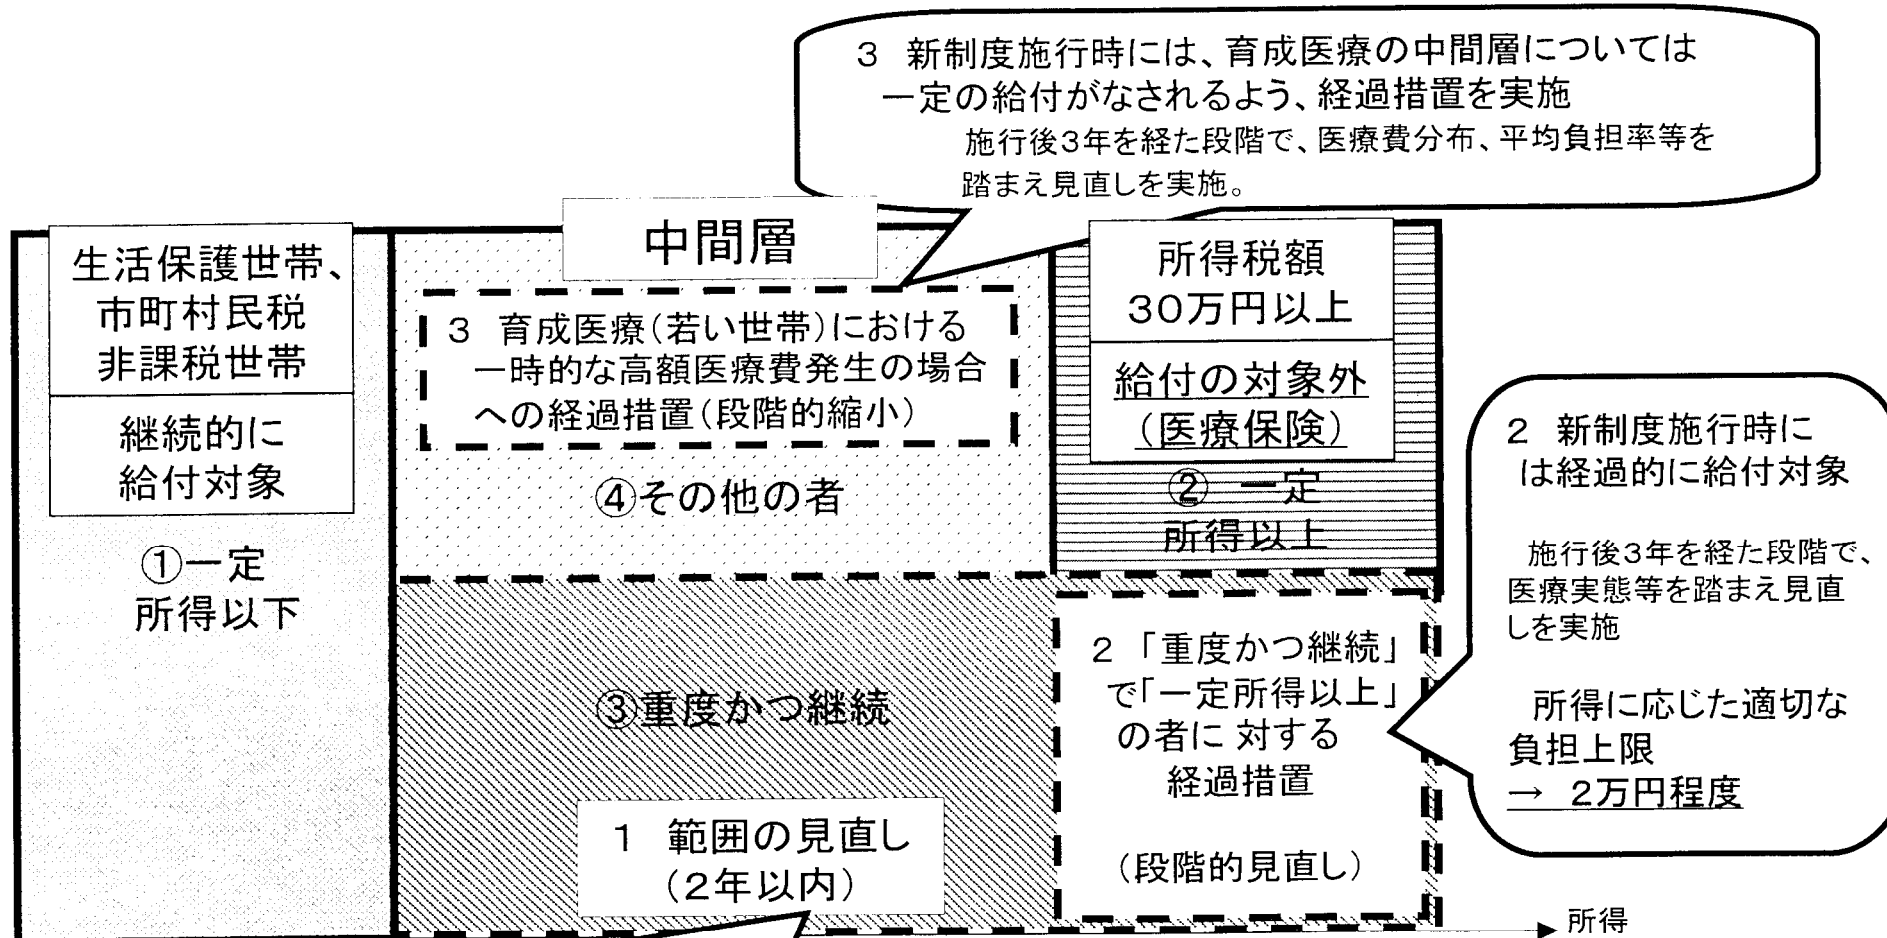 3 新制度施行時には、育成医療の中間層については
一定の給付がなされるよう、経過措置を実施
施行後3年を経た段階で、医療費分布、平均負担率等を
踏まえ見直しを実施。
生活保護世帯、
市町村民税
非課税世帯
継続的に
給付対象
①一定
所得以下
中間層
3 育成医療(若い世帯)における
一時的な高額医療費発生の場合
への経過措置(段階的縮小)
④その他の者
所得税額
30万円以上
給付の対象外
(医療保険)
② 一定
所得以上
③重度かつ継続
1 範囲の見直し
(2年以内)
2 「重度かつ継続」
で「一定所得以上」
の者に 対する
経過措置
(段階的見直し)
2 新制度施行時に
は経過的に給付対象
施行後3年を経た段階で、
医療実態等を踏まえ見直
しを実施
所得に応じた適切な
負担上限
→ 2万円程度
所得